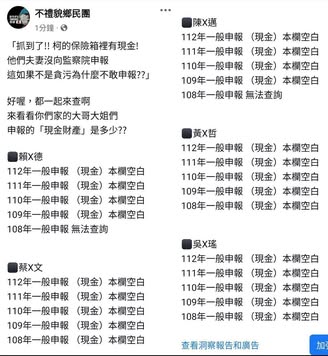 不禮貌鄉民團
1分鐘
「抓到了!! 柯的保險箱裡有現金!
他們夫妻沒向監察院申報
這如果不是貪污為什麼不敢申報??」
好喔,都一起來查啊
來看看你們家的大哥大姐們
申報的「現金財產」是多少??
賴X德
112年一般申報 (現金) 本欄空白
111年一般申報 (現金) 本欄空白
110年一般申報 (現金) 本欄空白
109年一般申報 (現金) 本欄空白
108年一般申報 無法查詢
蔡X文
112年一般申報 (現金) 本欄空白
111年一般申報 (現金) 本欄空白
110年一般申報 (現金) 本欄空白
109年一般申報 (現金) 本欄空白
108年一般申報 (現金) 本欄空白
陳X邁
112年一般申報 (現金) 本欄空白
111年一般申報 (現金) 本欄空白
110年一般申報 (現金) 本欄空白
109年一般申報 (現金) 本欄空白
108年一般申報 無法查詢
黃X哲
112年一般申報 (現金) 本欄空白
111年一般申報 (現金) 本欄空白
110年一般申報 (現金) 本欄空白
109年一般申報 (現金) 本欄空白
108年一般申報 (現金) 本欄空白
吳X瑤
112年一般申報 (現金) 本欄空白
111年一般申報 (現金) 本欄空白
110年一般申報 (現金) 本欄空白
109年一般申報 (現金) 本欄空白
108年一般申報 (現金) 本欄空白
查看洞察報告和廣告